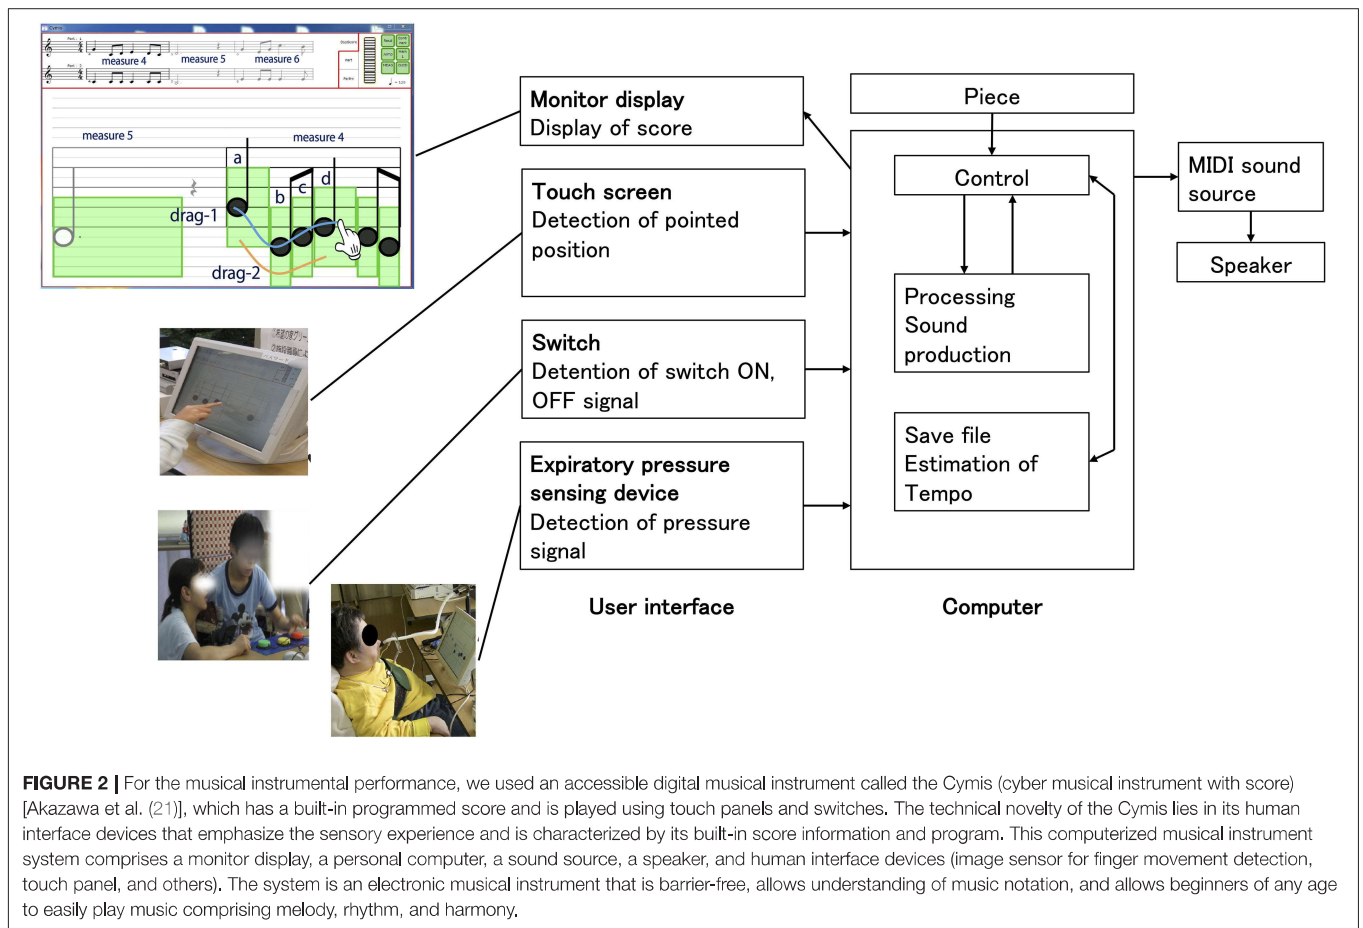 Cymis
measure 4
measure 5
measure 6
measure 5
measure 4
a
b
c
d
drag-1
drag-2
Monitor display
Display of score
Touch screen
Detection of pointed
position
Switch
Detention of switch ON,
OFF signal
Expiratory pressure
sensing device
Detection of pressure
signal
User interface
Piece
Control
Processing
Sound
production
Save file
Estimation of
Tempo
Computer
MIDI sound
source
Speaker
FIGURE 2 | For the musical instrumental performance, we used an accessible digital musical instrument called the Cymis (cyber musical instrument with score)
[Akazawa et al. (21)], which has a built-in programmed score and is played using touch panels and switches. The technical novelty of the Cymis lies in its human
interface devices that emphasize the sensory experience and is characterized by its built-in score information and program. This computerized musical instrument
system comprises a monitor display, a personal computer, a sound source, a speaker, and human interface devices (image sensor for finger movement detection,
touch panel, and others). The system is an electronic musical instrument that is barrier-free, allows understanding of music notation, and allows beginners of any age
to easily play music comprising melody, rhythm, and harmony.